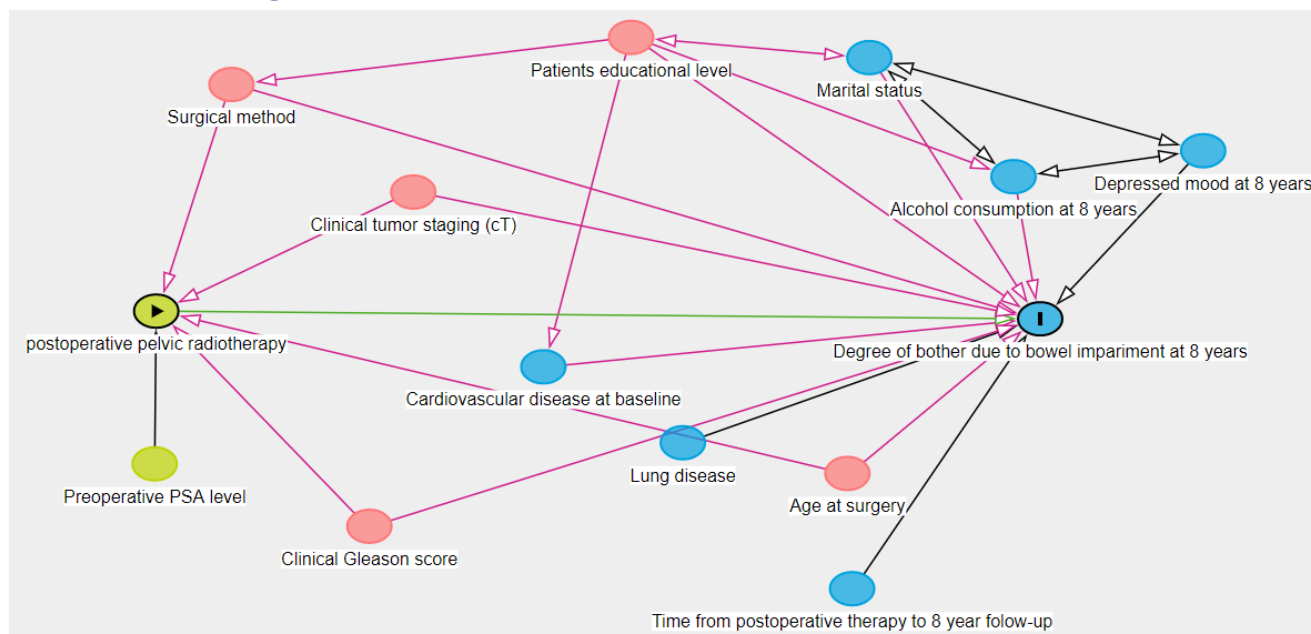 Patients educational level
Marital status
Surgical method
Depressed mood at 8 years
Alcohol consumption at 8 years
Clinical tumor staging (cT)
postoperative pelvic radiotherapy
Degree of bother due to bowel impariment at 8 years
Cardiovascular disease at baseline
Lung disease
Preoperative PSA level
Age at surgery
Clinical Gleason score
Time from postoperative therapy to 8 year folow-up